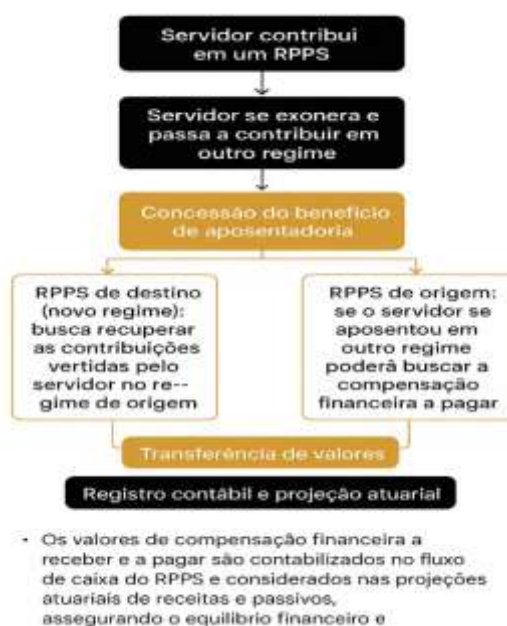 Servidor contribui
em um RPPS
Servidor se exonera e
passa a contribuir em
outro regime
Concessão do benefício
de aposentadoria
RPPS de destino
(novo regime):
busca recuperar
as contribuições
vertidas pelo
servidor no re--
gime de origem
RPPS de origem:
se o servidor se
aposentou em
outro regime
poderá buscar a
compensação
financeira a pagar
Transferência de valores
Registro contábil e projeção atuarial
• Os valores de compensação financeira a
receber e a pagar são contabilizados no fluxo
de caixa do RPPS e considerados nas projeções
atuariais de receitas e passivos,
assegurando o equilíbrio financeiro e